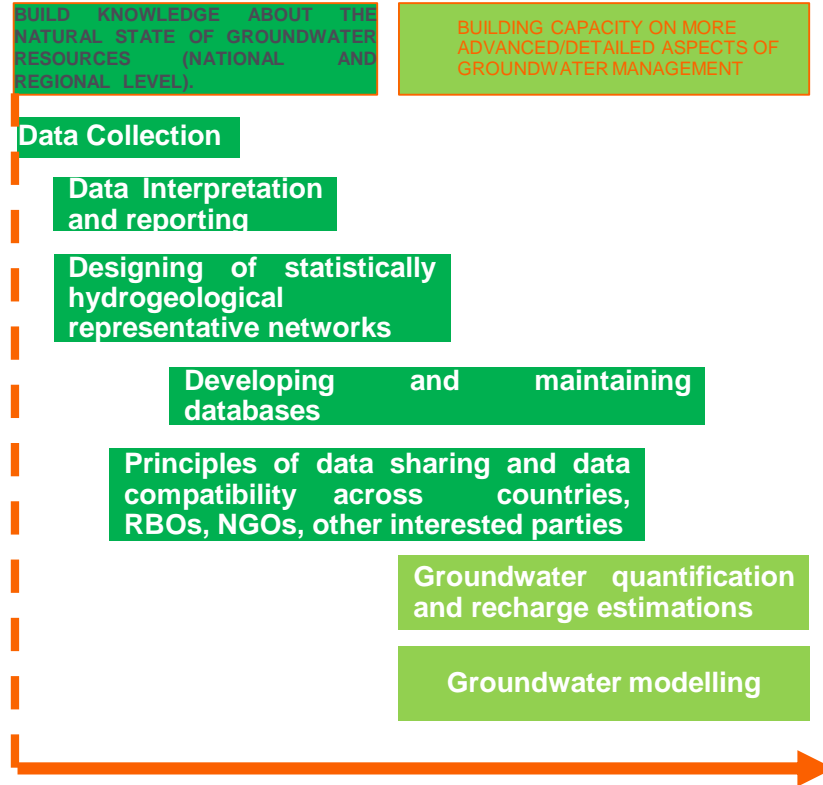 BUILD KNOWLEDGE ABOUT THE
NATURAL STATE OF GROUNDWATER
RESOURCES (NATIONAL AND
REGIONAL LEVEL).
BUILDING CAPACITY ON MORE
ADVANCED/DETAILED ASPECTS OF
GROUNDWATER MANAGEMENT
Data Collection
Data Interpretation
and reporting
Designing of statistically
hydrogeological
representative networks
Developing and maintaining
databases
Principles of data sharing and data
compatibility across countries,
RBOs, NGOs, other interested parties
Groundwater quantification
and recharge estimations
Groundwater modelling